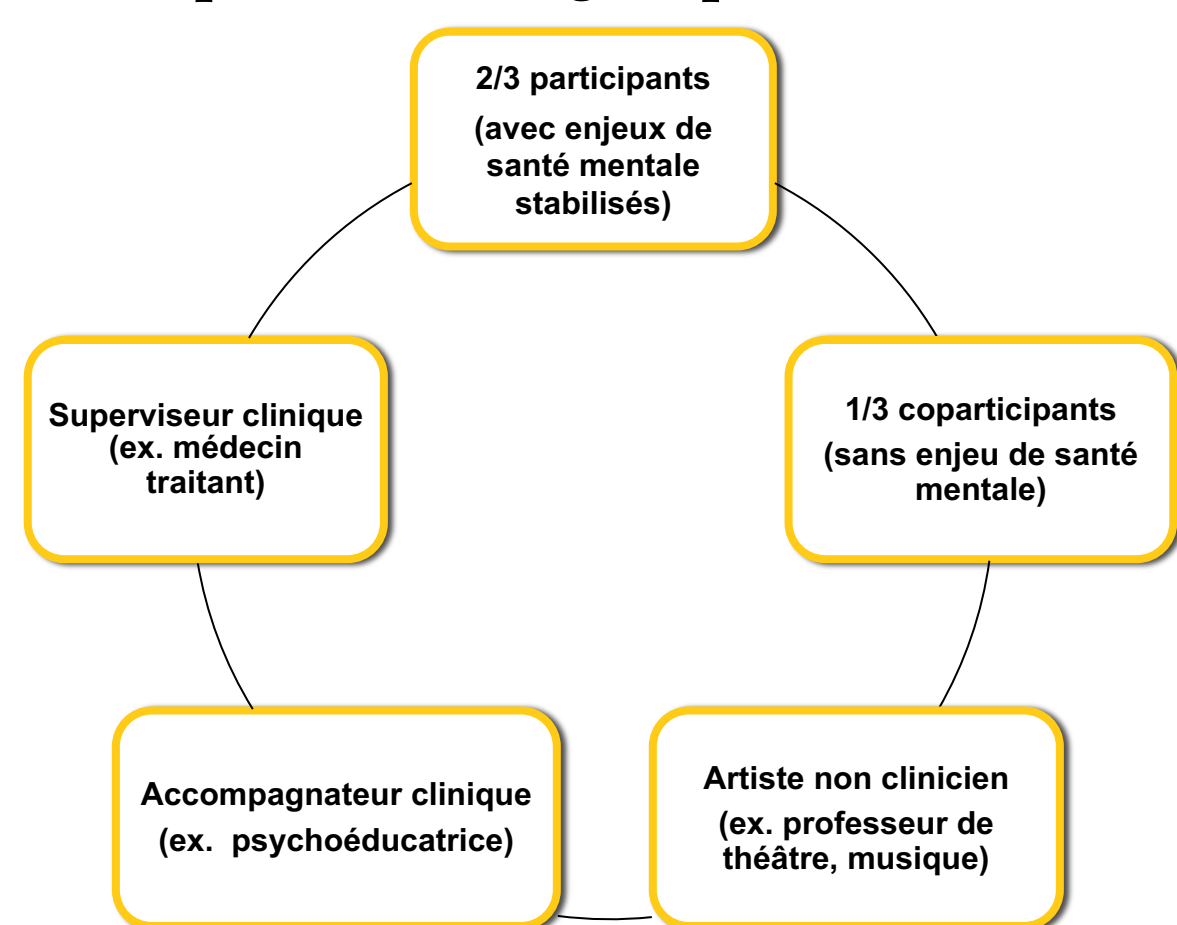 2/3 participants
(avec enjeux de
santé mentale
stabilisés)
Superviseur clinique
(ex. médecin
traitant)
1/3 coparticipants
(sans enjeu de santé
mentale)
Accompagnateur clinique
(ex. psychoéducatrice)
Artiste non clinicien
(ex. professeur de
théâtre, musique)